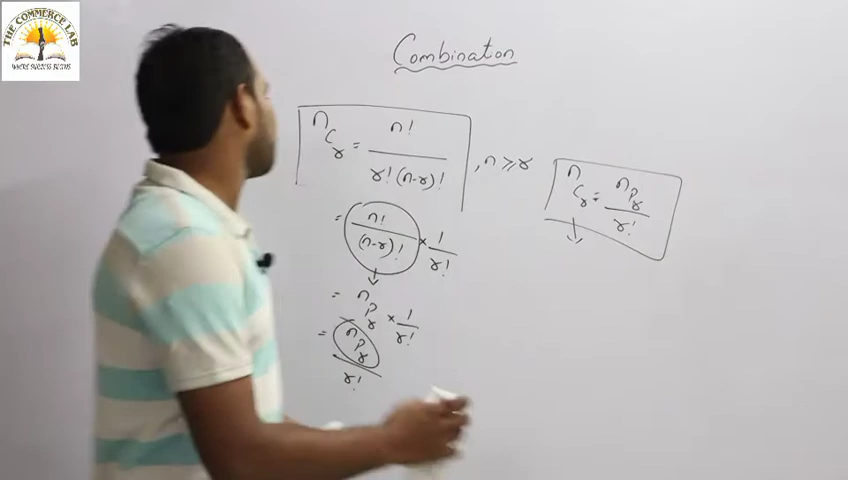 THE COMMERCE LAB
WHERE SUCCESS BEGINS
Combination
nCr = n! / r!(n-r)! , n ≥ r
= n! / (n-r)! × 1 / r!
= nPr × 1 / r!
= nPr / r!
nCr = nPr / r!